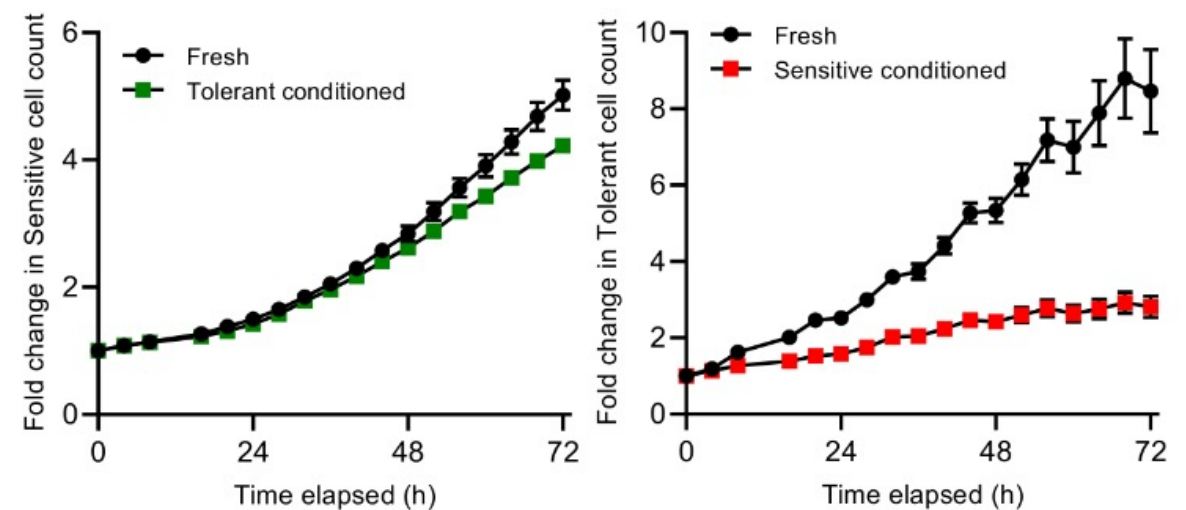 Fold change in Sensitive cell count
6
4
2
0
Fresh
Tolerant conditioned
0 24 48 72
Time elapsed (h)
Fold change in Tolerant cell count
10
8
6
4
2
0
Fresh
Sensitive conditioned
0 24 48 72
Time elapsed (h)